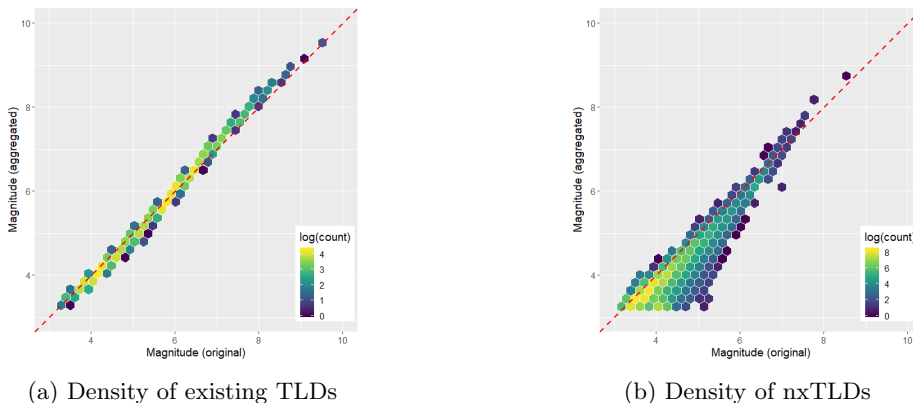 10
8
6
4
Magnitude (aggregated)
log(count)
4
3
2
1
0
4 6 8 10
Magnitude (original)
(a) Density of existing TLDs
10
8
6
4
Magnitude (aggregated)
log(count)
8
6
4
2
0
4 6 8 10
Magnitude (original)
(b) Density of nxTLDs